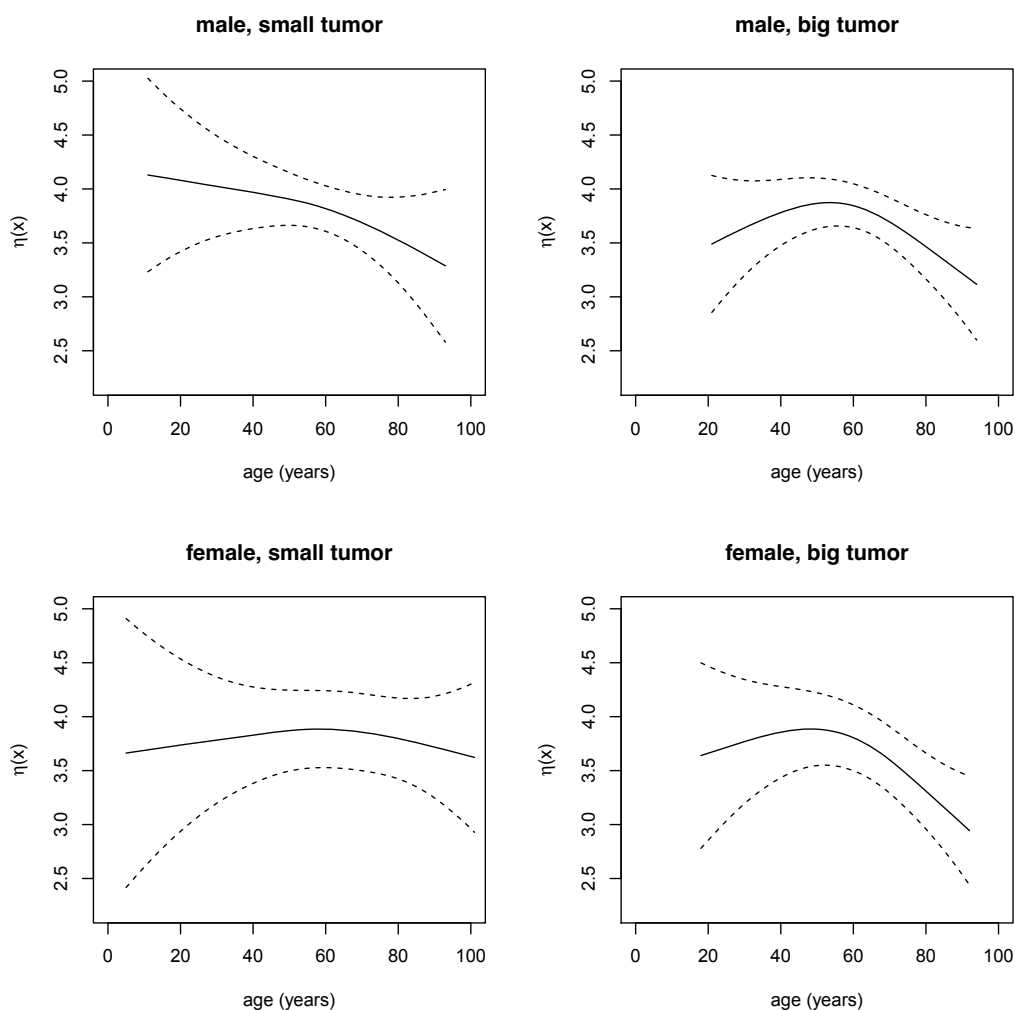 male, small tumor
η(x)
5.0
4.5
4.0
3.5
3.0
2.5
0 20 40 60 80 100
age (years)
male, big tumor
η(x)
5.0
4.5
4.0
3.5
3.0
2.5
0 20 40 60 80 100
age (years)
female, small tumor
η(x)
5.0
4.5
4.0
3.5
3.0
2.5
0 20 40 60 80 100
age (years)
female, big tumor
η(x)
5.0
4.5
4.0
3.5
3.0
2.5
0 20 40 60 80 100
age (years)